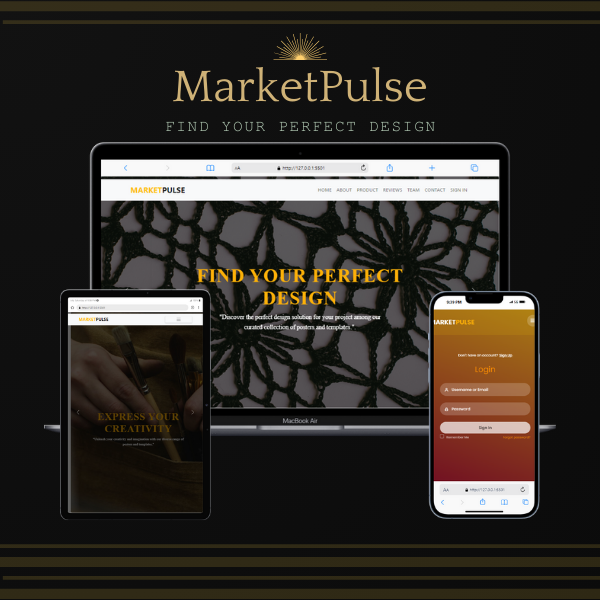 MarketPulse
FIND YOUR PERFECT DESIGN
AA http://127.0.0.1:5501
MARKETPULSE HOME ABOUT PRODUCT REVIEWS TEAM CONTACT SIGN IN
FIND YOUR PERFECT
DESIGN
"Discover the perfect design solution for your project among our
curated collection of posters and templates."
MacBook Air
MARKETPULSE
EXPRESS YOUR
CREATIVITY
9:39 PM
MARKETPULSE
Don't have an account? Sign Up
Login
Username or Email
Password
Sign In
Remember Me
AA http://127.0.0.1:5501